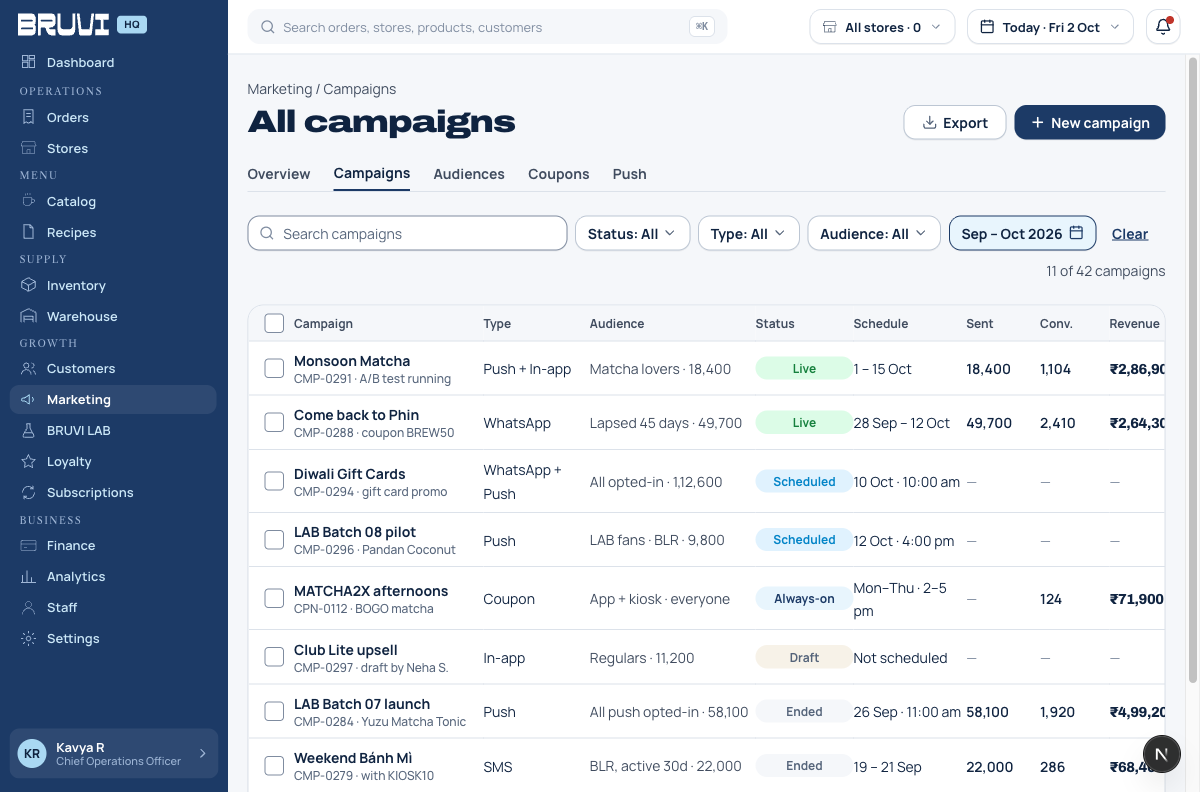 BRUVI HQ
Search orders, stores, products, customers
⌘K
All stores · 0
Today · Fri 2 Oct
Dashboard
OPERATIONS
Orders
Stores
MENU
Catalog
Recipes
SUPPLY
Inventory
Warehouse
GROWTH
Customers
Marketing
BRUVI LAB
Loyalty
Subscriptions
BUSINESS
Finance
Analytics
Staff
Settings
KR
Kavya R
Chief Operations Officer
Marketing / Campaigns
All campaigns
Export
+ New campaign
Overview Campaigns Audiences Coupons Push
Search campaigns
Status: All
Type: All
Audience: All
Sep – Oct 2026
Clear
11 of 42 campaigns
Campaign Type Audience Status Schedule Sent Conv. Revenue
Monsoon Matcha
CMP-0291 · A/B test running
Push + In-app
Matcha lovers · 18,400
Live
1 – 15 Oct
18,400
1,104
₹2,86,90
Come back to Phin
CMP-0288 · coupon BREW50
WhatsApp
Lapsed 45 days · 49,700
Live
28 Sep – 12 Oct
49,700
2,410
₹2,64,30
Diwali Gift Cards
CMP-0294 · gift card promo
WhatsApp +
Push
All opted-in · 1,12,600
Scheduled
10 Oct · 10:00 am
—
—
—
LAB Batch 08 pilot
CMP-0296 · Pandan Coconut
Push
LAB fans · BLR · 9,800
Scheduled
12 Oct · 4:00 pm
—
—
—
MATCHA2X afternoons
CPN-0112 · BOGO matcha
Coupon
App + kiosk · everyone
Always-on
Mon–Thu · 2–5
pm
—
124
₹71,900
Club Lite upsell
CMP-0297 · draft by Neha S.
In-app
Regulars · 11,200
Draft
Not scheduled
—
—
—
LAB Batch 07 launch
CMP-0284 · Yuzu Matcha Tonic
Push
All push opted-in · 58,100
Ended
26 Sep · 11:00 am
58,100
1,920
₹4,99,20
Weekend Bánh Mì
CMP-0279 · with KIOSK10
SMS
BLR, active 30d · 22,000
Ended
19 – 21 Sep
22,000
286
N